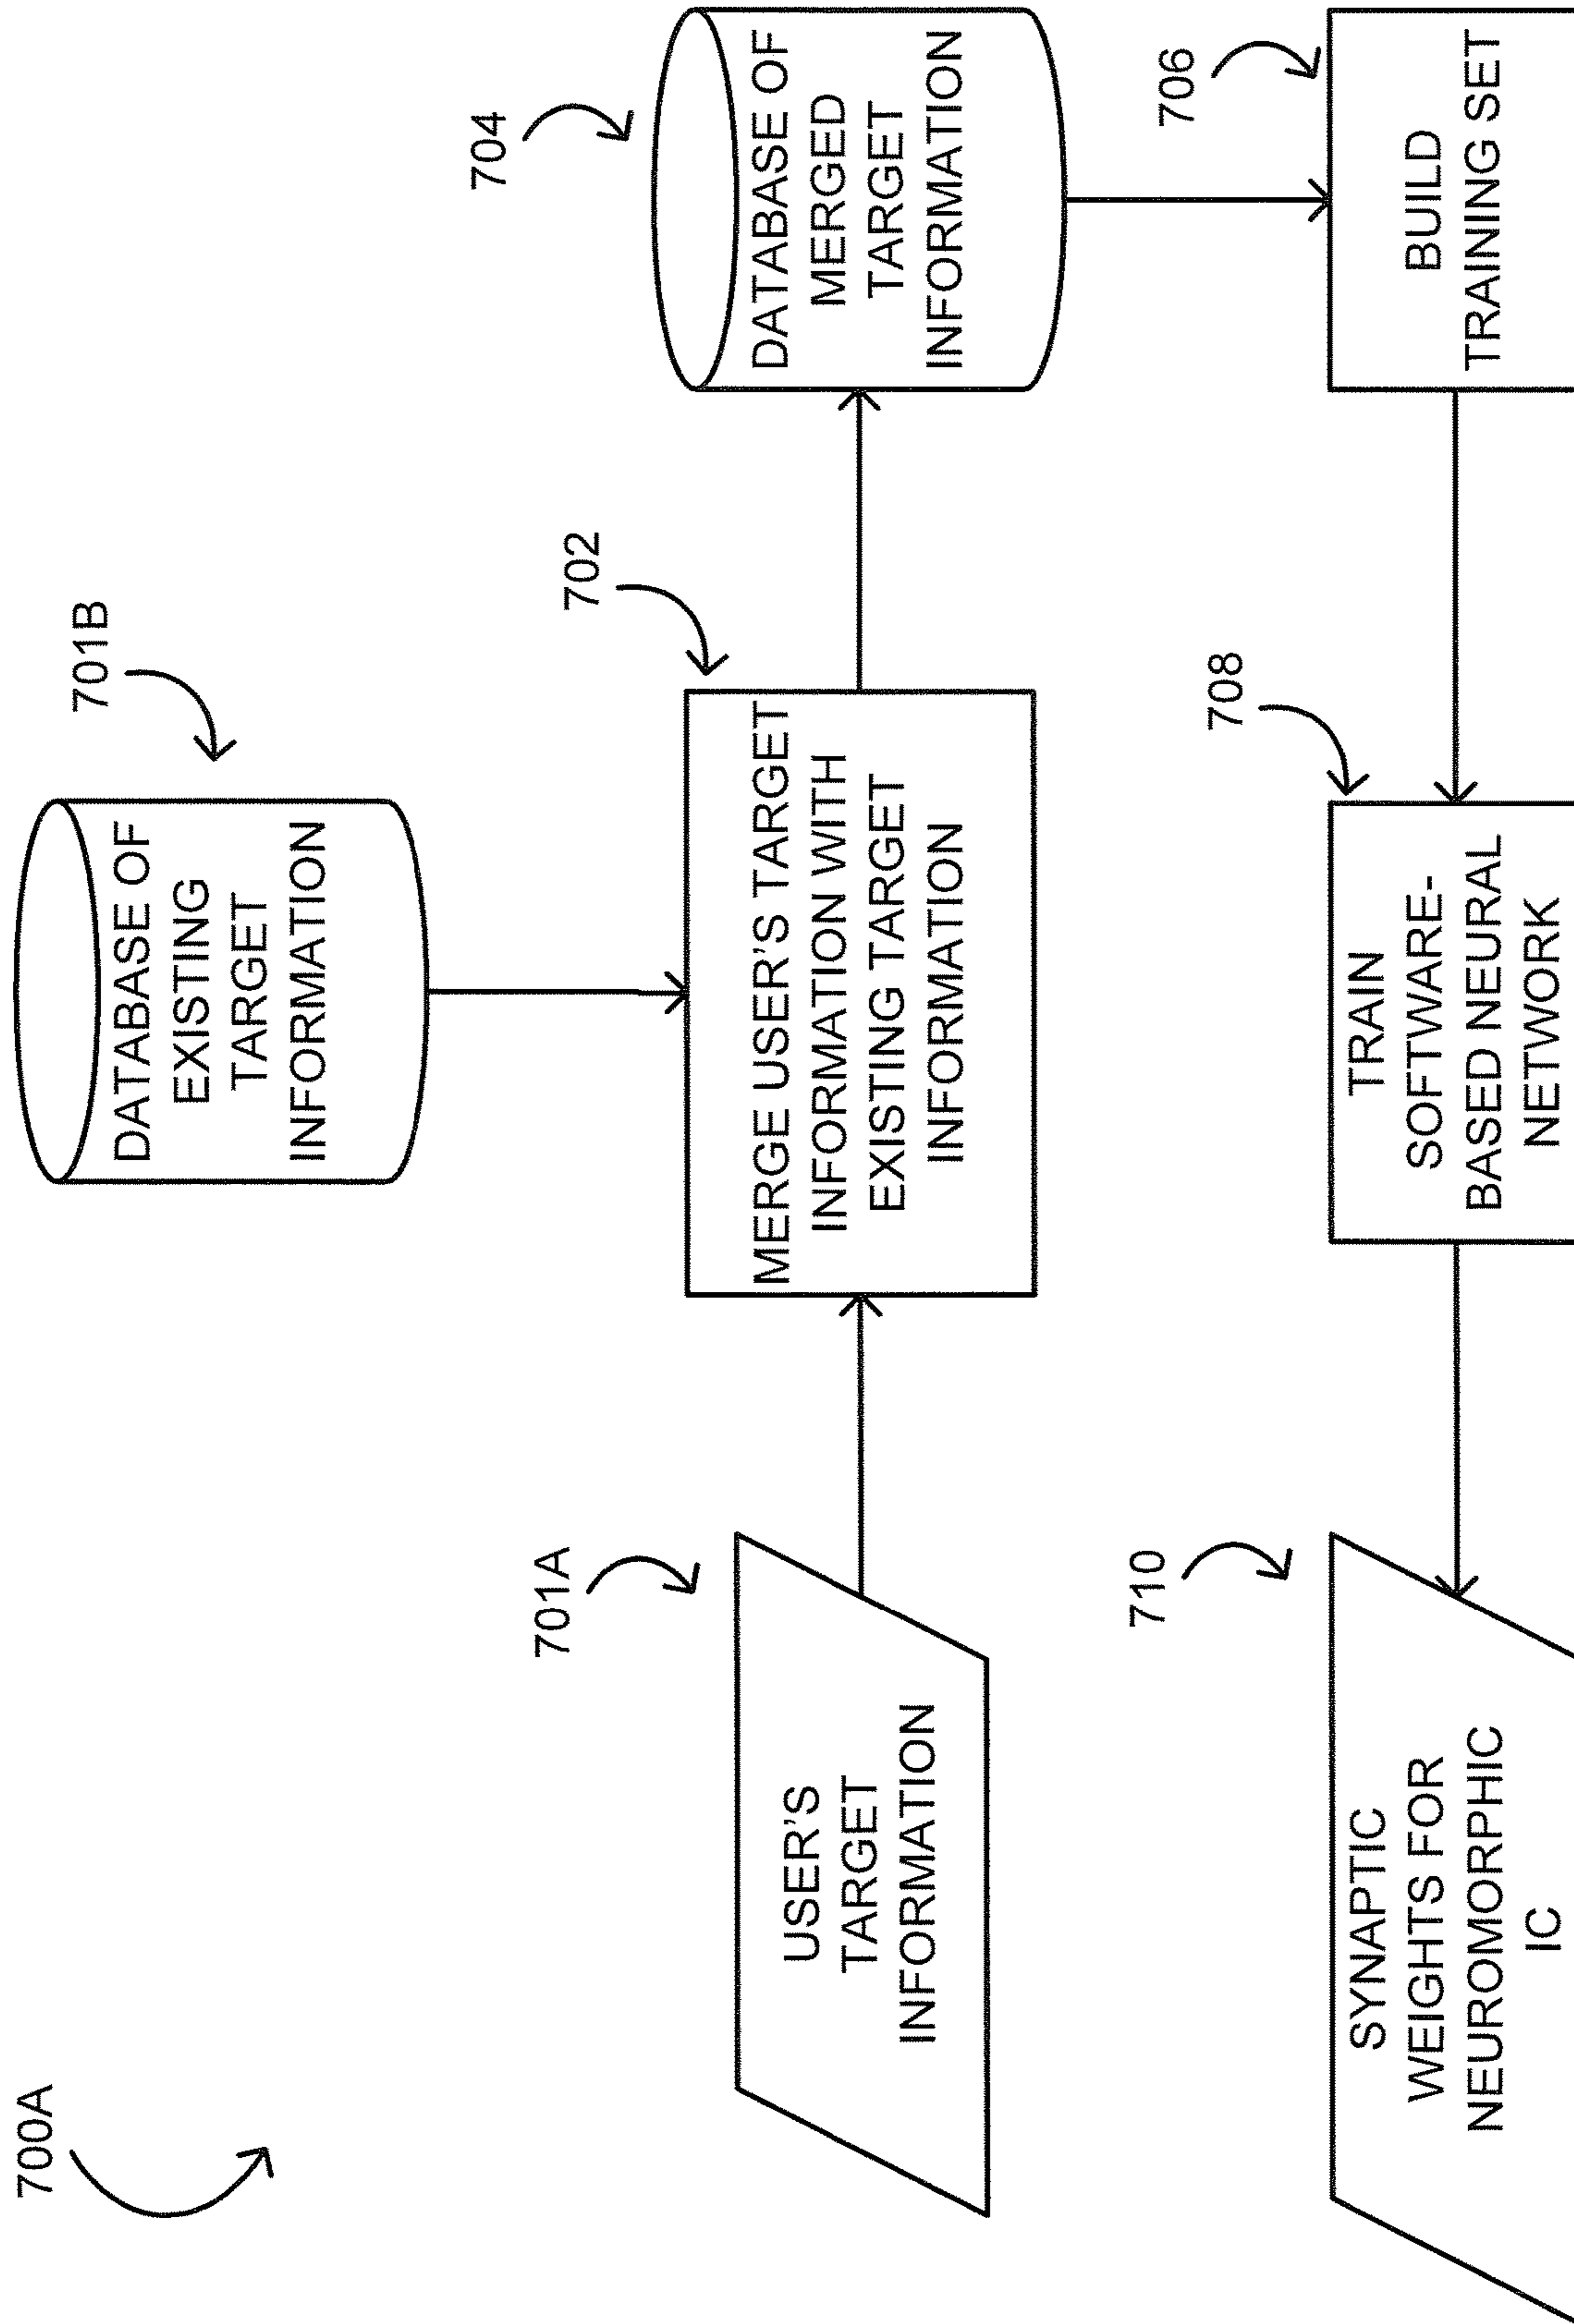 700A
701B
DATABASE OF
EXISTING
TARGET
INFORMATION
701A
USER'S
TARGET
INFORMATION
702
MERGE USER'S TARGET
INFORMATION WITH
EXISTING TARGET
INFORMATION
704
DATABASE OF
MERGED
TARGET
INFORMATION
706
BUILD
TRAINING SET
708
TRAIN
SOFTWARE-
BASED NEURAL
NETWORK
710
SYNAPTIC
WEIGHTS FOR
NEUROMORPHIC
IC